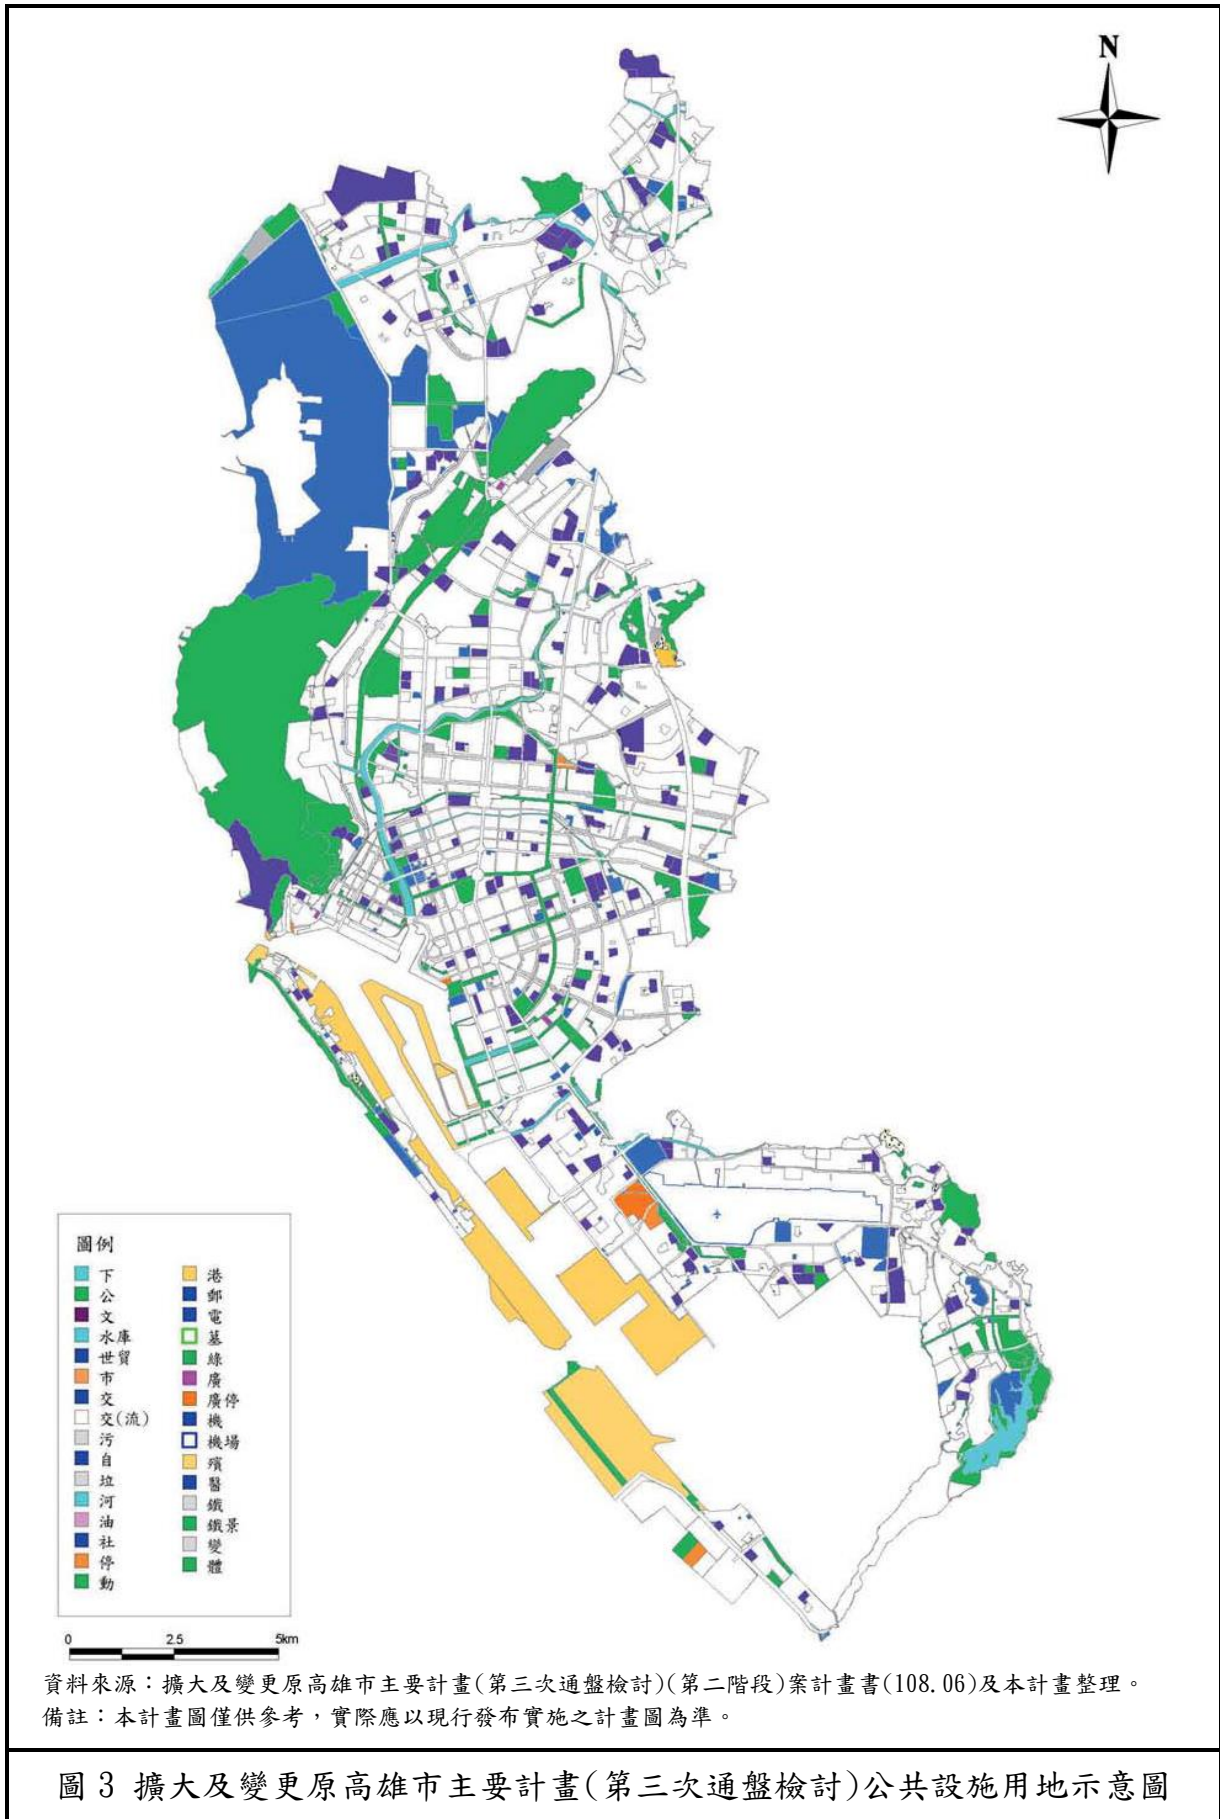 N
圖例
下
公
文
水庫
世貿
市
交
交(流)
污
自
垃
河
油
社
停
動
港
郵
電
墓
綠
廣
廣停
機
機場
殯
醫
鐵
鐵景
變
體
0 2.5 5km
資料來源：擴大及變更原高雄市主要計畫(第三次通盤檢討)(第二階段)案計畫書(108.06)及本計畫整理。
備註：本計畫圖僅供參考，實際應以現行發布實施之計畫圖為準。
圖 3 擴大及變更原高雄市主要計畫(第三次通盤檢討)公共設施用地示意圖